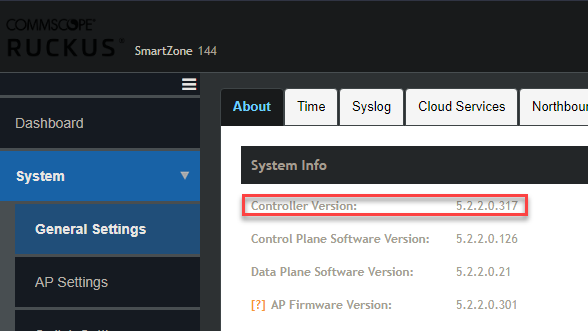 COMMSCOPE®
RUCKUS® SmartZone 144
Dashboard
System
General Settings
AP Settings
About Time Syslog Cloud Services
System Info
Controller Version: 5.2.2.0.317
Control Plane Software Version: 5.2.2.0.126
Data Plane Software Version: 5.2.2.0.21
[?] AP Firmware Version: 5.2.2.0.301